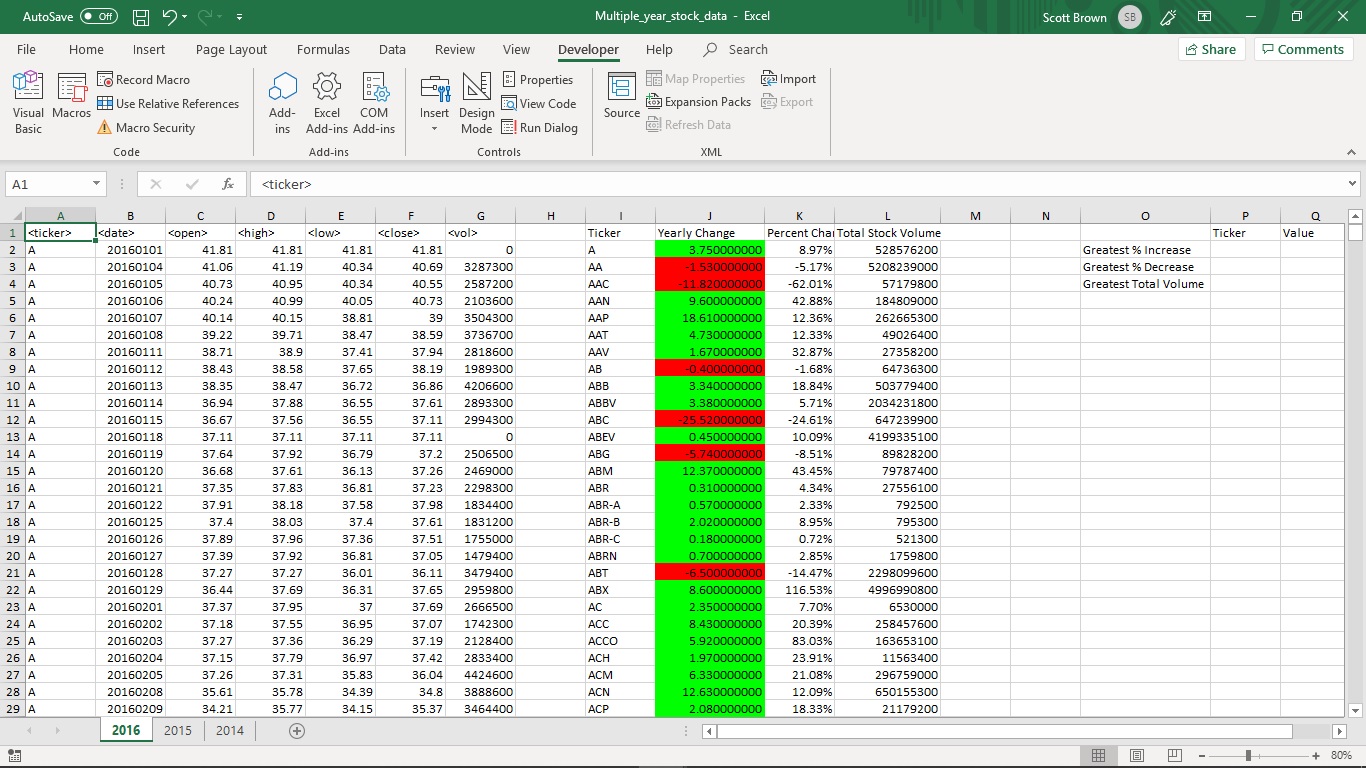 AutoSave Off Multiple_year_stock_data - Excel Scott Brown SB
File Home Insert Page Layout Formulas Data Review View Developer Help Search Share Comments
Visual Basic
Macros
Record Macro
Use Relative References
Macro Security
Code
Add-ins
Excel Add-ins
COM Add-ins
Add-ins
Insert
Design Mode
Properties
View Code
Run Dialog
Controls
Source
Map Properties
Expansion Packs
Refresh Data
Import
Export
XML
A1 fx <ticker>
A B C D E F G H I J K L M N O P Q
1 <ticker> <date> <open> <high> <low> <close> <vol> Ticker Yearly Change Percent Chan Total Stock Volume Ticker Value
2 A 20160101 41.81 41.81 41.81 41.81 0 A 3.750000000 8.97% 528576200 Greatest % Increase
3 A 20160104 41.06 41.19 40.34 40.69 3287300 AA -1.530000000 -5.17% 5208239000 Greatest % Decrease
4 A 20160105 40.73 40.95 40.34 40.55 2587200 AAC -11.820000000 -62.01% 57179800 Greatest Total Volume
5 A 20160106 40.24 40.99 40.05 40.73 2103600 AAN 9.600000000 42.88% 184809000
6 A 20160107 40.14 40.15 38.81 39 3504300 AAP 18.610000000 12.36% 262665300
7 A 20160108 39.22 39.71 38.47 38.59 3736700 AAT 4.730000000 12.33% 49026400
8 A 20160111 38.71 38.9 37.41 37.94 2818600 AAV 1.670000000 32.87% 27358200
9 A 20160112 38.43 38.58 37.65 38.19 1989300 AB -0.400000000 -1.68% 64736300
10 A 20160113 38.35 38.47 36.72 36.86 4206600 ABB 3.340000000 18.84% 503779400
11 A 20160114 36.94 37.88 36.55 37.61 2893300 ABBV 3.380000000 5.71% 2034231800
12 A 20160115 36.67 37.56 36.55 37.11 2994300 ABC -25.520000000 -24.61% 647239900
13 A 20160118 37.11 37.11 37.11 37.11 0 ABEV 0.450000000 10.09% 4199335100
14 A 20160119 37.64 37.92 36.79 37.2 2506500 ABG -5.740000000 -8.51% 89828200
15 A 20160120 36.68 37.61 36.13 37.26 2469000 ABM 12.370000000 43.45% 79787400
16 A 20160121 37.35 37.83 36.81 37.23 2298300 ABR 0.310000000 4.34% 27556100
17 A 20160122 37.91 38.18 37.58 37.98 1834400 ABR-A 0.570000000 2.33% 792500
18 A 20160125 37.4 38.03 37.4 37.61 1831200 ABR-B 2.020000000 8.95% 795300
19 A 20160126 37.89 37.96 37.36 37.51 1755000 ABR-C 0.180000000 0.72% 521300
20 A 20160127 37.39 37.92 36.81 37.05 1479400 ABRN 0.700000000 2.85% 1759800
21 A 20160128 37.27 37.27 36.01 36.11 3479400 ABT -6.500000000 -14.47% 2298099600
22 A 20160129 36.44 37.69 36.31 37.65 2959800 ABX 8.600000000 116.53% 4996990800
23 A 20160201 37.37 37.95 37 37.69 2666500 AC 2.350000000 7.70% 6530000
24 A 20160202 37.18 37.55 36.95 37.07 1742300 ACC 8.430000000 20.39% 258457600
25 A 20160203 37.27 37.36 36.29 37.19 2128400 ACCO 5.920000000 83.03% 163653100
26 A 20160204 37.15 37.79 36.97 37.42 2833400 ACH 1.970000000 23.91% 11563400
27 A 20160205 37.26 37.31 35.83 36.04 4424600 ACM 6.330000000 21.08% 296759000
28 A 20160208 35.61 35.78 34.39 34.8 3888600 ACN 12.630000000 12.09% 650155300
29 A 20160209 34.21 35.77 34.15 35.37 3464400 ACP 2.080000000 18.33% 21179200
2016 2015 2014
80%